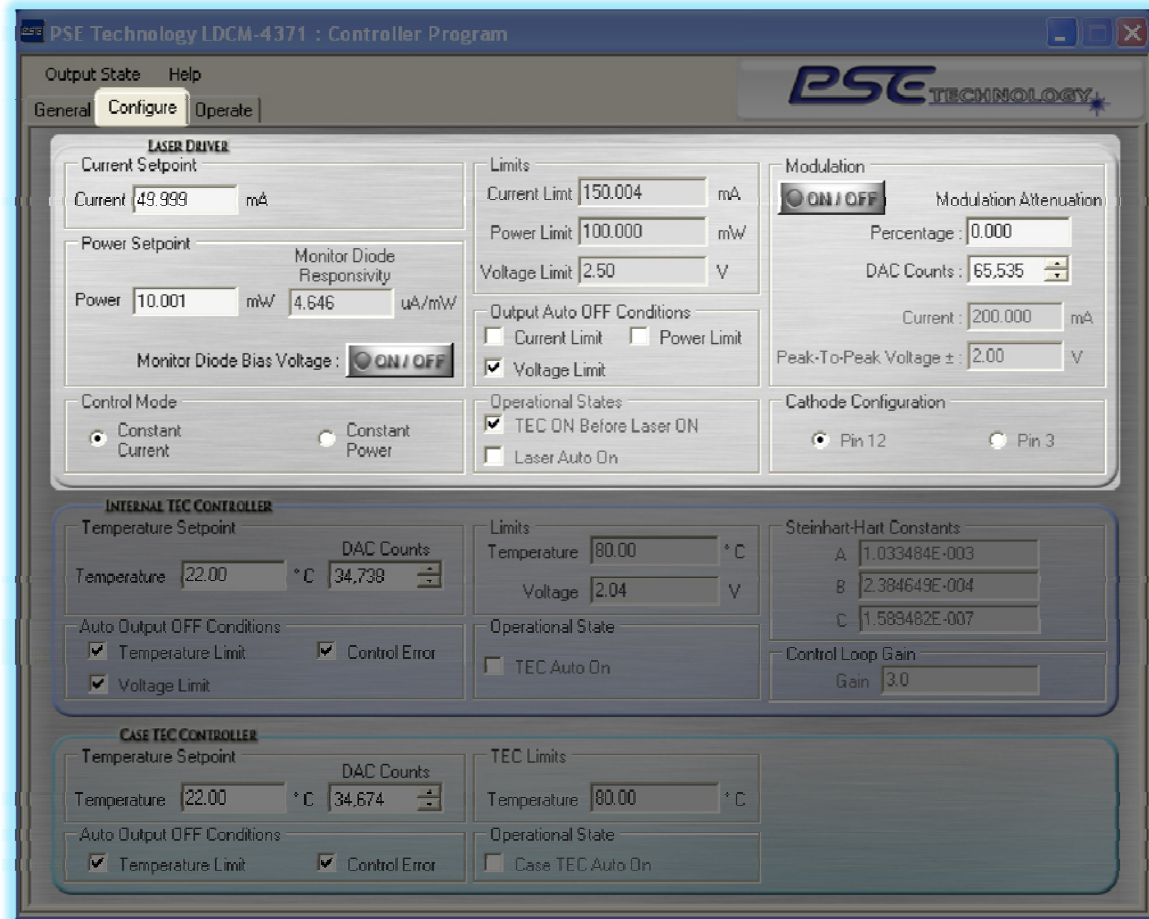 PSE Technology LDCM-4371 : Controller Program
Output State Help
PSE TECHNOLOGY
General Configure Operate
LASER DRIVER
Current Setpoint
Current 49.999 mA
Power Setpoint
Monitor Diode
Responsivity
Power 10.001 mW 4.646 uA/mW
Monitor Diode Bias Voltage : ON / OFF
Control Mode
Constant
Current
Constant
Power
Limits
Current Limt 150.004 mA
Power Limit 100.000 mW
Voltage Limit 2.50 V
Output Auto OFF Conditions
Current Limit Power Limit
Voltage Limit
Operational States
TEC ON Before Laser ON
Laser Auto On
Modulation
ON / OFF Modulation Attenuation
Percentage : 0.000
DAC Counts : 65,535
Current : 200.000 mA
Peak-To-Peak Voltage ± : 2.00 V
Cathode Configuration
Pin 12 Pin 3
INTERNAL TEC CONTROLLER
Temperature Setpoint
DAC Counts
Temperature 22.00 ° C 34,738
Auto Output OFF Conditions
Temperature Limit Control Error
Voltage Limit
Limits
Temperature 80.00 ° C
Voltage 2.04 V
Operational State
TEC Auto On
Steinhart-Hart Constants
A 1.033484E-003
B 2.384649E-004
C 1.589482E-007
Control Loop Gain
Gain 3.0
CASE TEC CONTROLLER
Temperature Setpoint
DAC Counts
Temperature 22.00 ° C 34,674
Auto Output OFF Conditions
Temperature Limit Control Error
TEC Limits
Temperature 80.00 ° C
Operational State
Case TEC Auto On